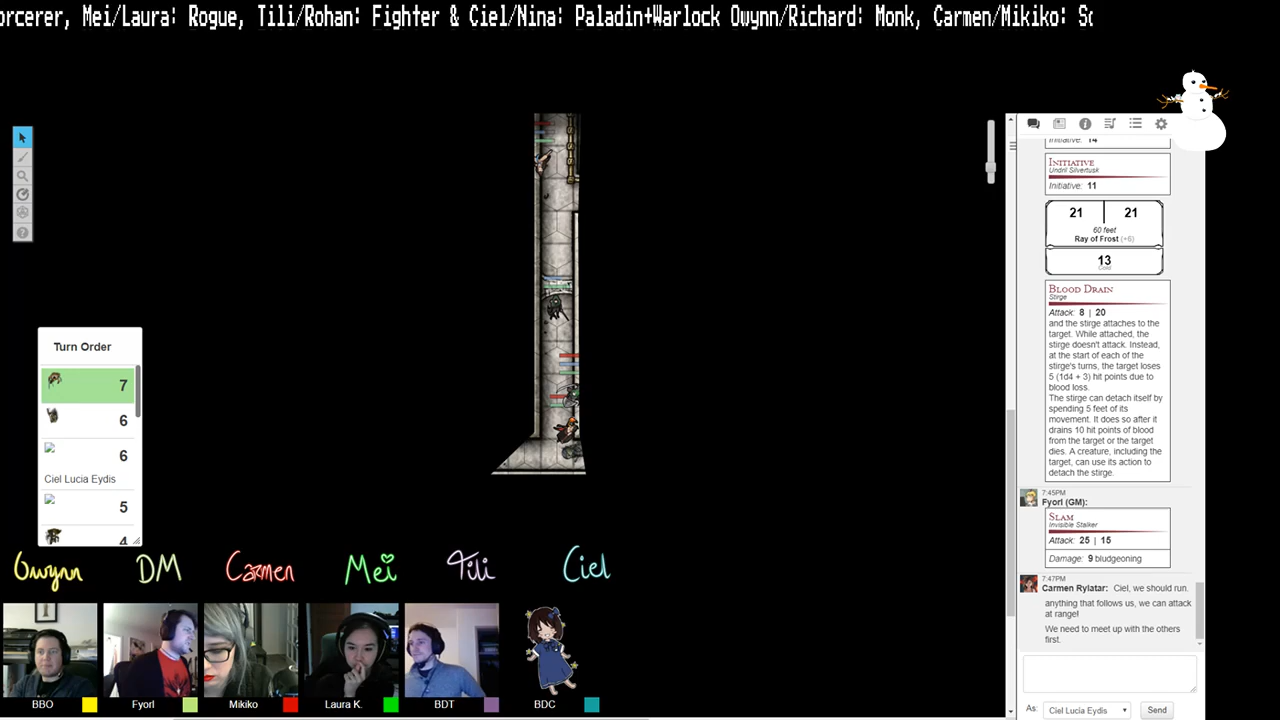 orcerer, Mei/Laura: Rogue, Tili/Rohan: Fighter & Ciel/Nina: Paladin+Warlock Owynn/Richard: Monk, Carmen/Mikiko: So
Initiative: 14
Initiative
Undril Silvertusk
Initiative: 11
21 21
60 feet
Ray of Frost (+6)
13
Cold
Blood Drain
Stirge
Attack: 8 | 20
and the stirge attaches to the
target. While attached, the
stirge doesn't attack. Instead,
at the start of each of the
stirge's turns, the target loses
5 (1d4 + 3) hit points due to
blood loss.
The stirge can detach itself by
spending 5 feet of its
movement. It does so after it
drains 10 hit points of blood
from the target or the target
dies. A creature, including the
target, can use its action to
detach the stirge.
7:45PM
Fyorl (GM):
Slam
Invisible Stalker
Attack: 25 | 15
Damage: 9 bludgeoning
7:47PM
Carmen Rylatar: Ciel, we should run.
anything that follows us, we can attack
at range!
We need to meet up with the others
first.
As: Ciel Lucia Eydis Send
Turn Order
7
6
6
Ciel Lucia Eydis
5
4
Owynn DM Carmen Mei Tili Ciel
BBO Fyorl Mikiko Laura K. BDT BDC